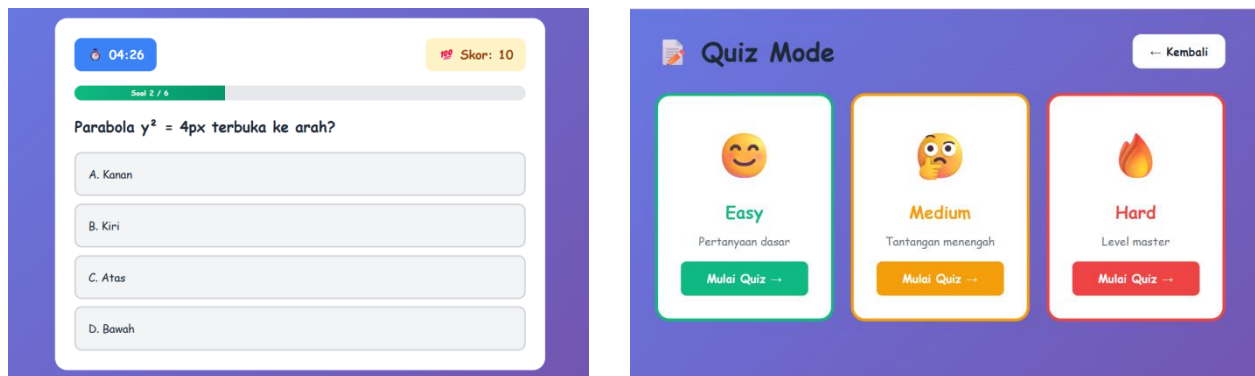 04:26
Skor: 10
Soal 2 / 6
Parabola y² = 4px terbuka ke arah?
A. Kanan
B. Kiri
C. Atas
D. Bawah
Quiz Mode
← Kembali
Easy
Pertanyaan dasar
Mulai Quiz →
Medium
Tantangan menengah
Mulai Quiz →
Hard
Level master
Mulai Quiz →